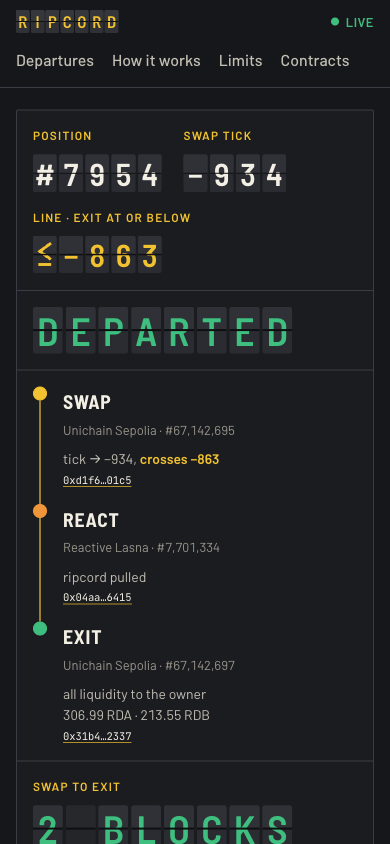 RIPCORD
LIVE
Departures How it works Limits Contracts
POSITION SWAP TICK
#7954 −934
LINE · EXIT AT OR BELOW
≤−863
DEPARTED
SWAP
Unichain Sepolia · #67,142,695
tick → −934, crosses −863
0xd1f6…01c5
REACT
Reactive Lasna · #7,701,334
ripcord pulled
0x04aa…6415
EXIT
Unichain Sepolia · #67,142,697
all liquidity to the owner
306.99 RDA · 213.55 RDB
0x31b4…2337
SWAP TO EXIT
2 BLOCKS